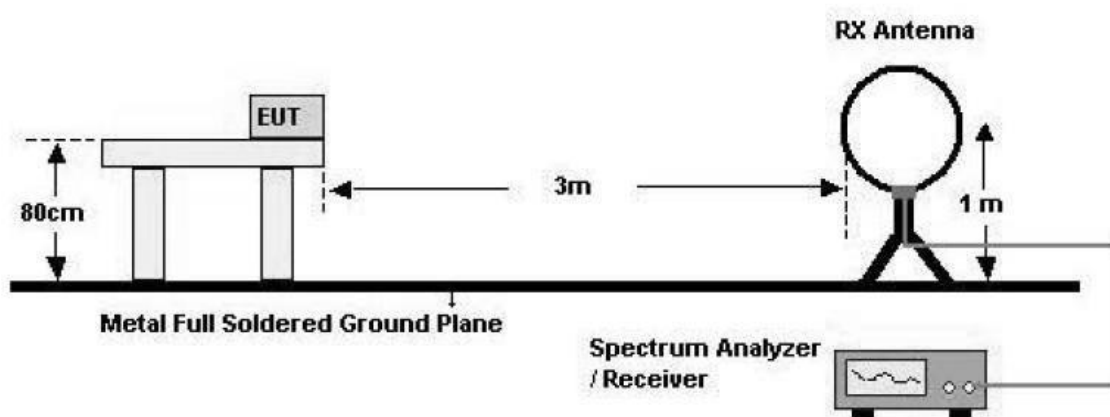 RX Antenna
EUT
80cm
3m
1 m
Metal Full Soldered Ground Plane
Spectrum Analyzer
/ Receiver